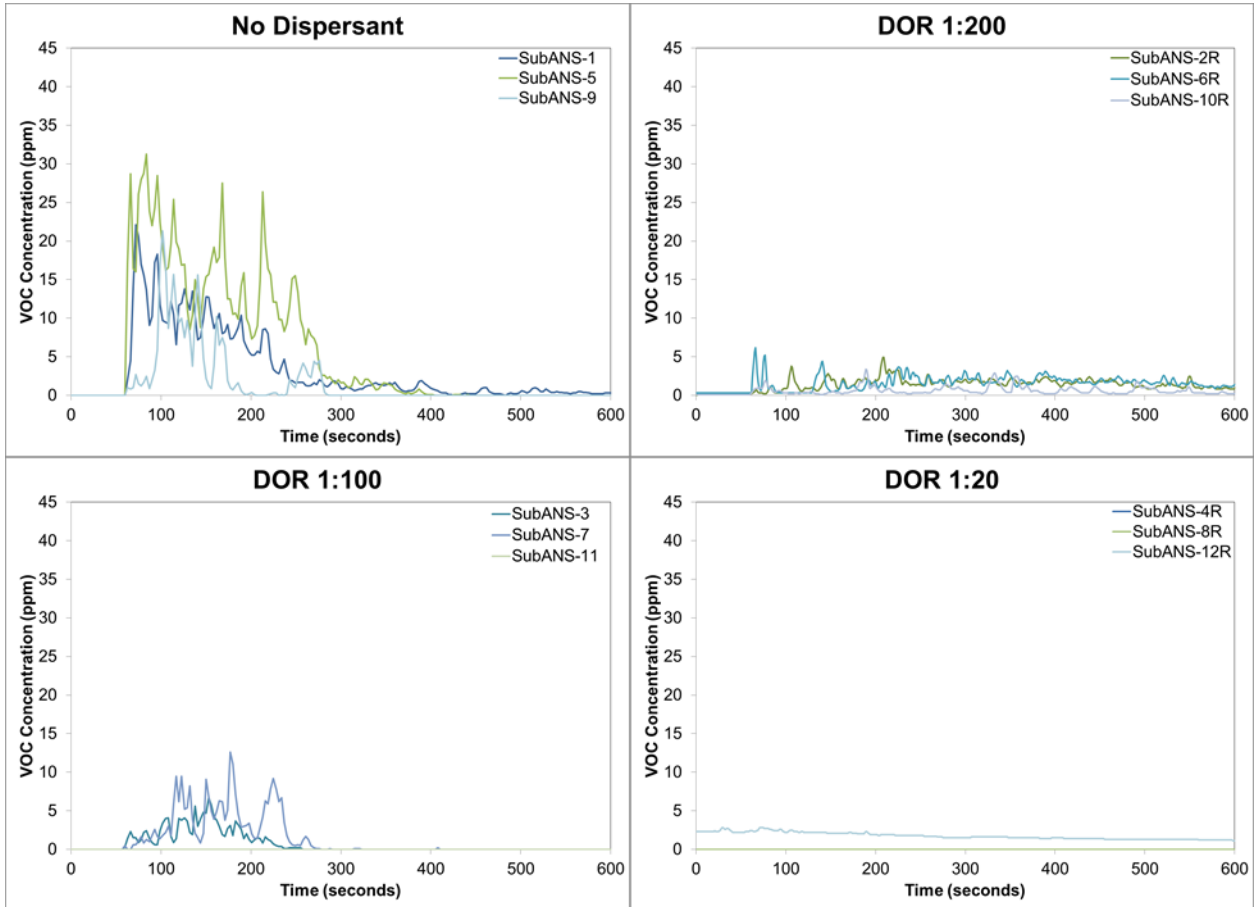 No Dispersant
45
40
35
30
25
20
15
10
5
0
VOC Concentration (ppm)
SubANS-1
SubANS-5
SubANS-9
0 100 200 300 400 500 600
Time (seconds)
DOR 1:200
45
40
35
30
25
20
15
10
5
0
VOC Concentration (ppm)
SubANS-2R
SubANS-6R
SubANS-10R
0 100 200 300 400 500 600
Time (seconds)
DOR 1:100
45
40
35
30
25
20
15
10
5
0
VOC Concentration (ppm)
SubANS-3
SubANS-7
SubANS-11
0 100 200 300 400 500 600
Time (seconds)
DOR 1:20
45
40
35
30
25
20
15
10
5
0
VOC Concentration (ppm)
SubANS-4R
SubANS-8R
SubANS-12R
0 100 200 300 400 500 600
Time (seconds)